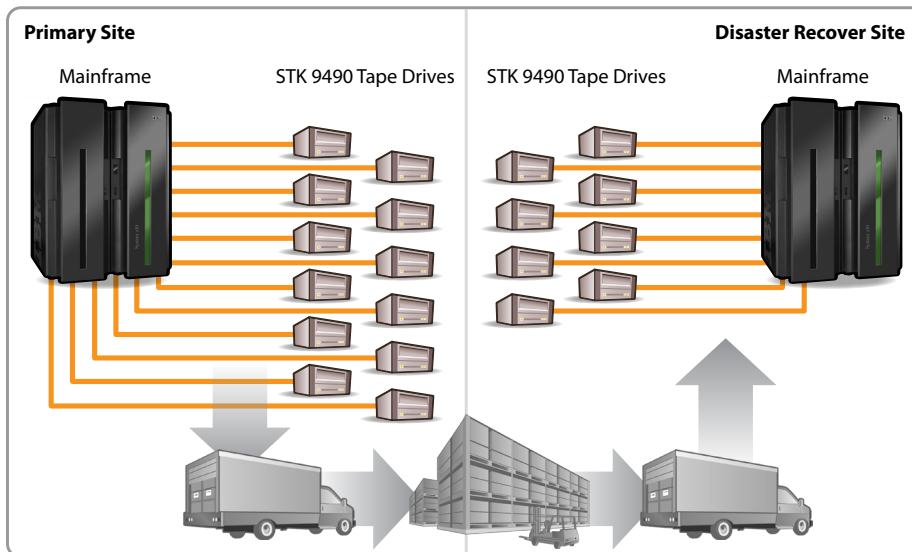 Primary Site
Disaster Recover Site
Mainframe
STK 9490 Tape Drives
STK 9490 Tape Drives
Mainframe